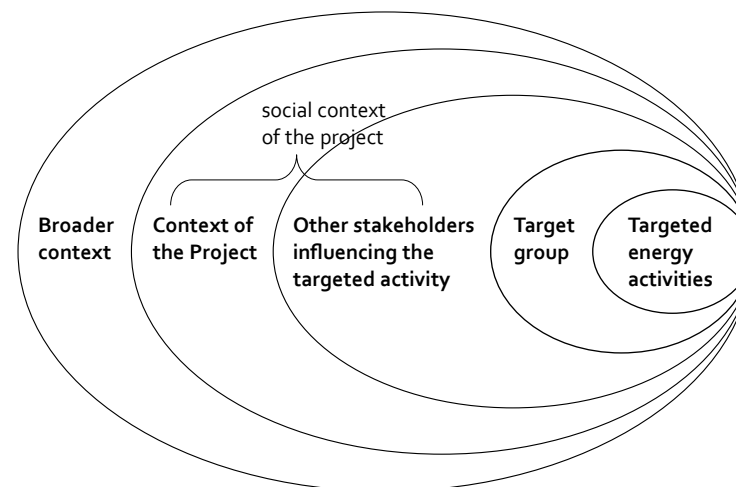 social context
of the project
Broader
context
Context of
the Project
Other stakeholders
influencing the
targeted activity
Target
group
Targeted
energy
activities